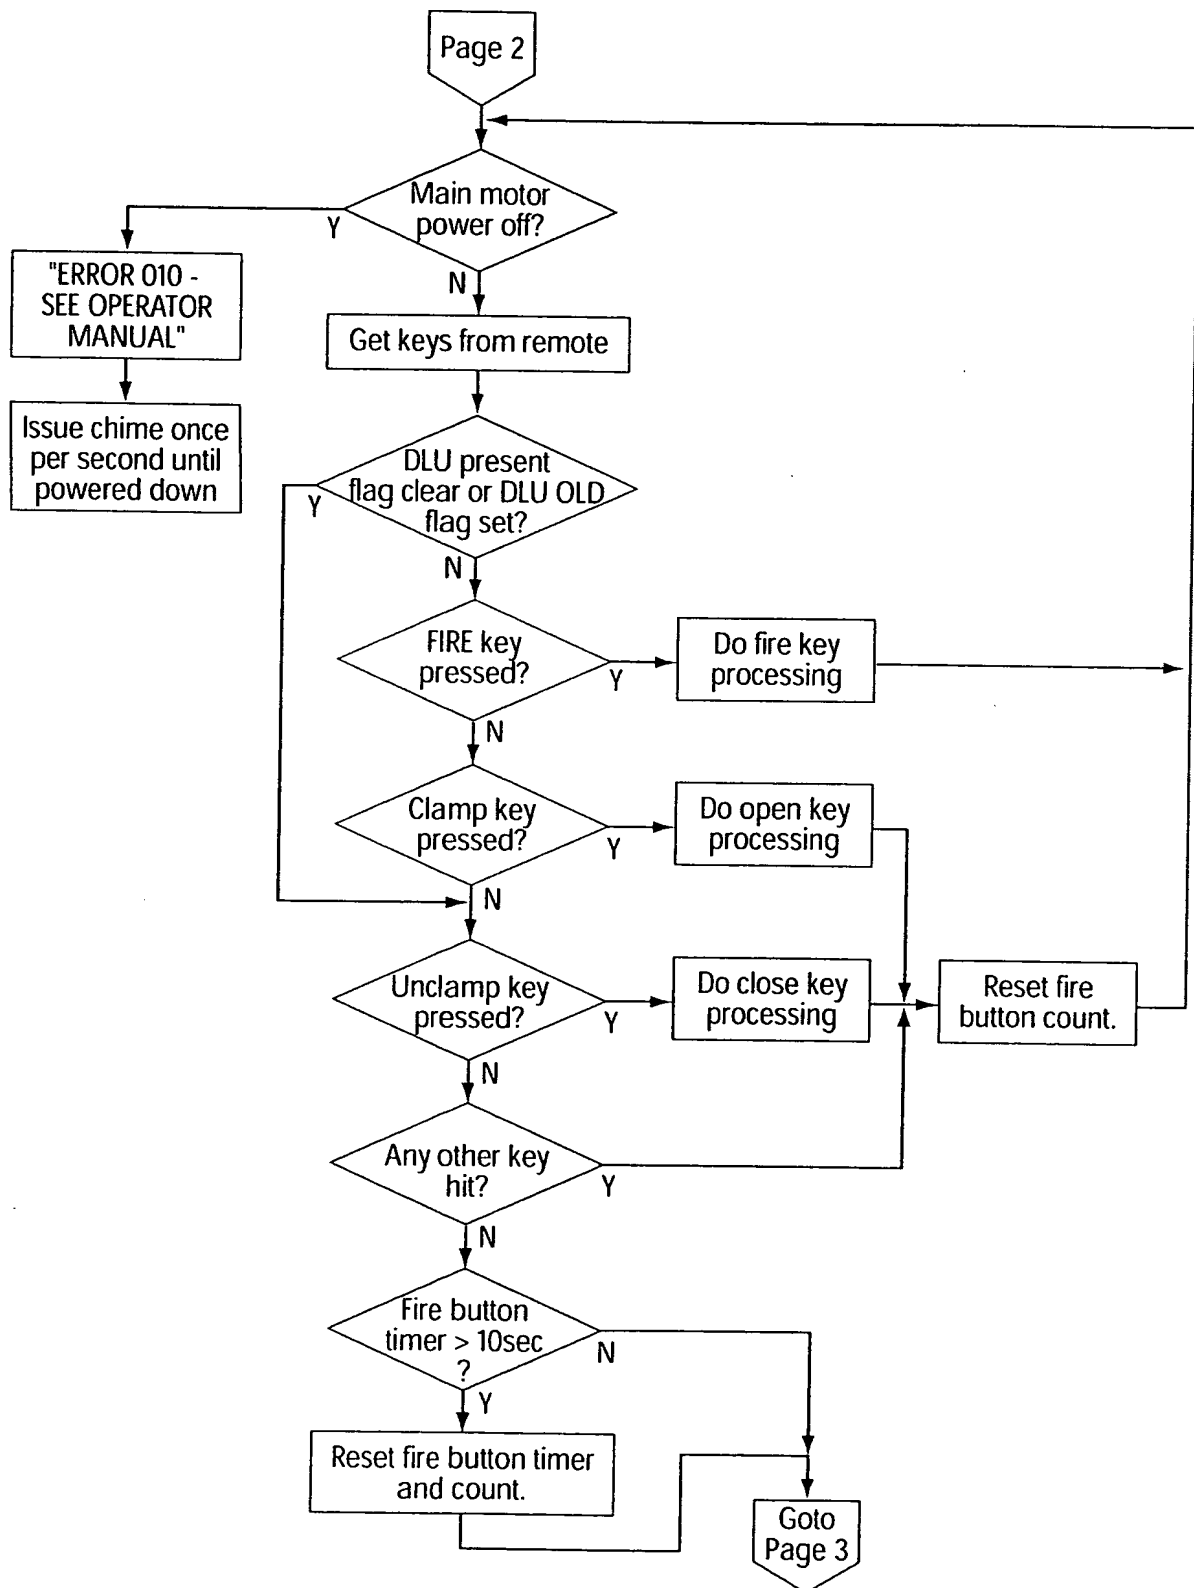 Page 2
Main motor
power off?
Y
N
"ERROR 010 -
SEE OPERATOR
MANUAL"
Get keys from remote
Issue chime once
per second until
powered down
DLU present
flag clear or DLU OLD
flag set?
Y
N
FIRE key
pressed?
Y
Do fire key
processing
N
Clamp key
pressed?
Y
Do open key
processing
N
Unclamp key
pressed?
Y
Do close key
processing
Reset fire
button count.
N
Any other key
hit?
Y
N
Fire button
timer > 10sec
?
N
Y
Reset fire button timer
and count.
Goto
Page 3